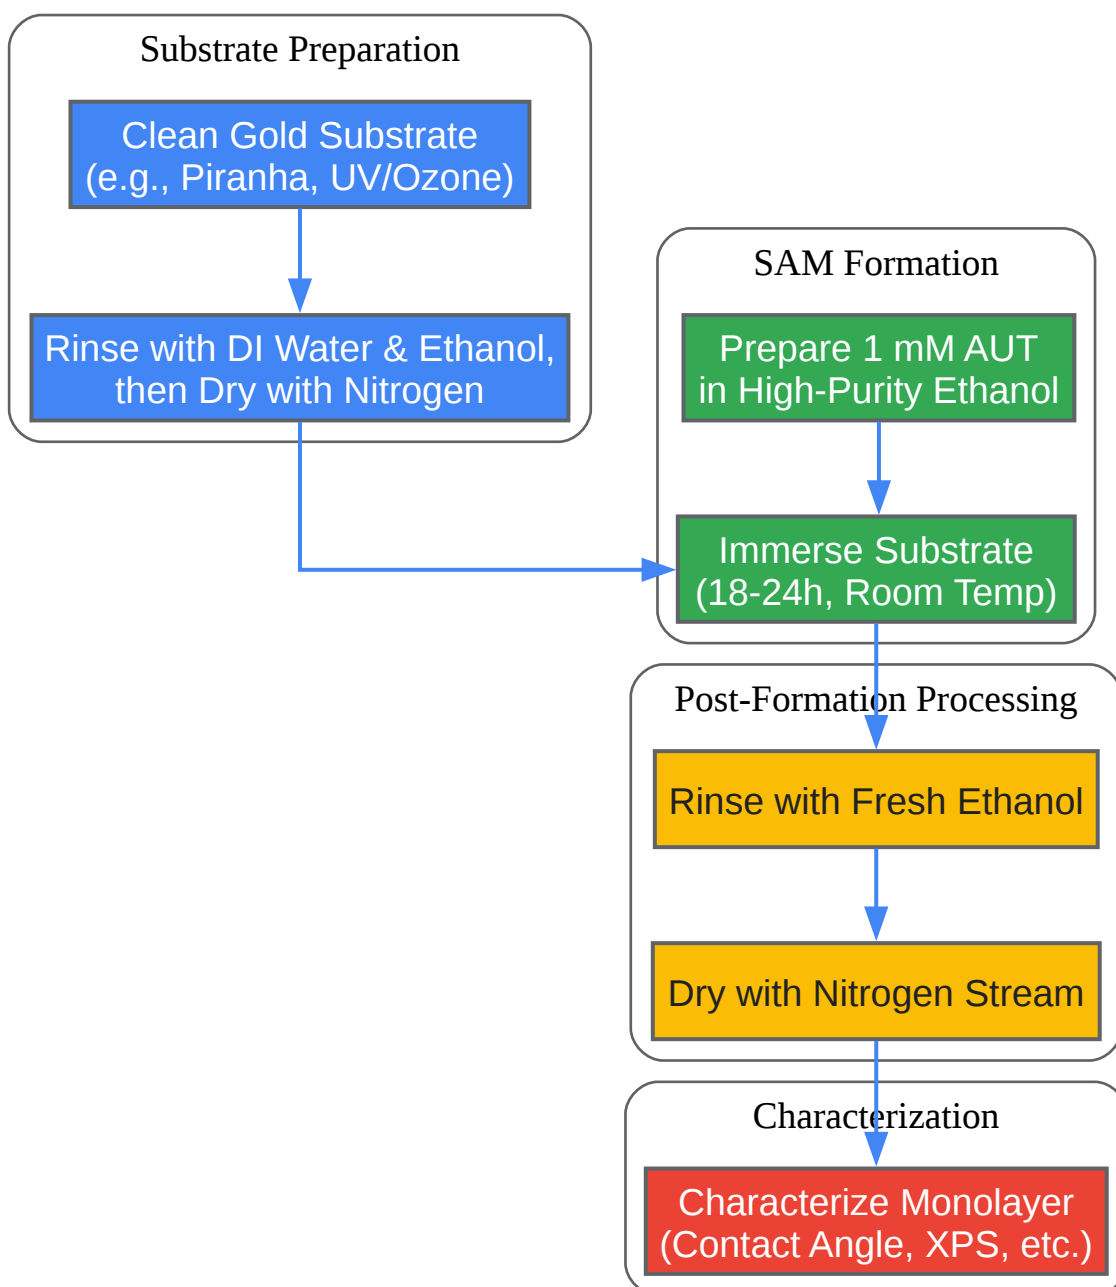 Substrate Preparation
Clean Gold Substrate
(e.g., Piranha, UV/Ozone)
Rinse with DI Water & Ethanol,
then Dry with Nitrogen
SAM Formation
Prepare 1 mM AUT
in High-Purity Ethanol
Immerse Substrate
(18-24h, Room Temp)
Post-Formation Processing
Rinse with Fresh Ethanol
Dry with Nitrogen Stream
Characterization
Characterize Monolayer
(Contact Angle, XPS, etc.)